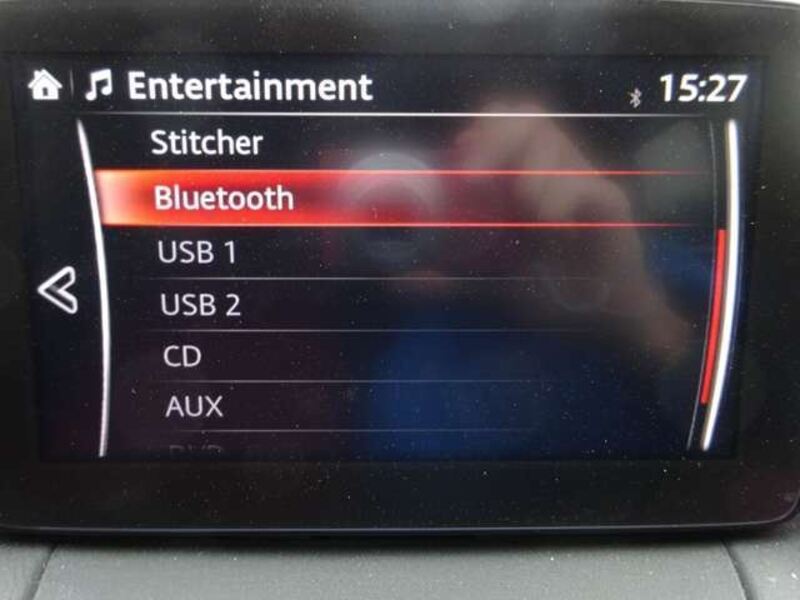 Entertainment
15:27
Stitcher
Bluetooth
USB 1
USB 2
CD
AUX